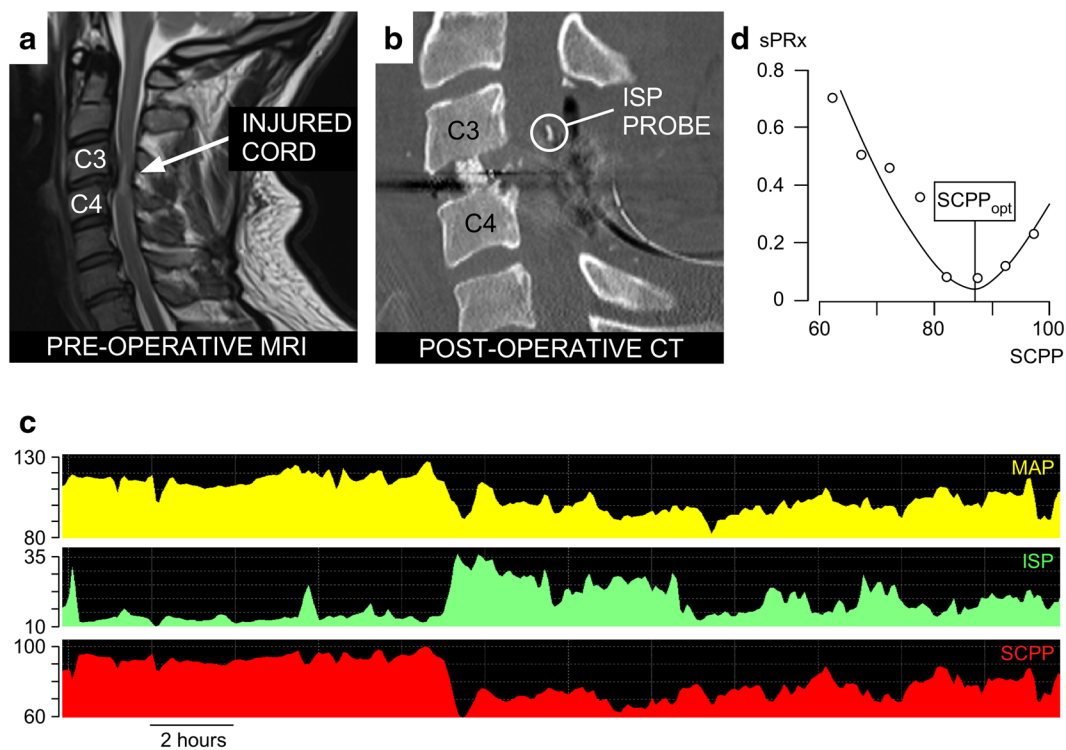 a
C3
C4
INJURED
CORD
PRE-OPERATIVE MRI
b
C3
C4
ISP
PROBE
POST-OPERATIVE CT
d
sPRx
0.8
0.6
0.4
0.2
0
SCPPopt
60
80
100
SCPP
c
130
80
MAP
35
10
ISP
100
60
SCPP
2 hours